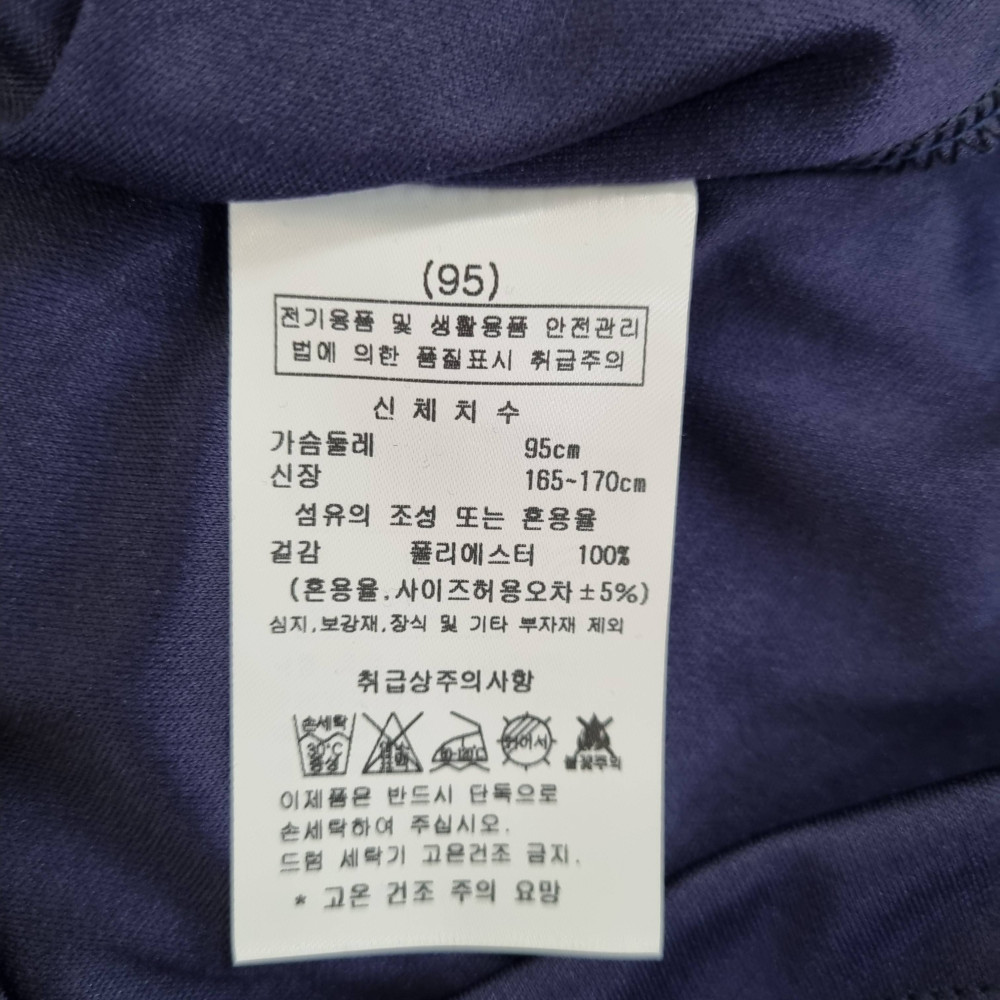 (95)
전기용품 및 생활용품 안전관리
법에 의한 품질표시 취급주의
신 체 치 수
가슴둘레 95cm
신장 165~170cm
섬유의 조성 또는 혼용율
겉감 폴리에스터 100%
(혼용율.사이즈허용오차±5%)
심지,보강재,장식 및 기타 부자재 제외
취급상주의사항
손세탁
30°C
중성
뉘어서
불꽃주의
이제품은 반드시 단독으로
손세탁하여 주십시오.
드럼 세탁기 고온건조 금지.
* 고온 건조 주의 요망